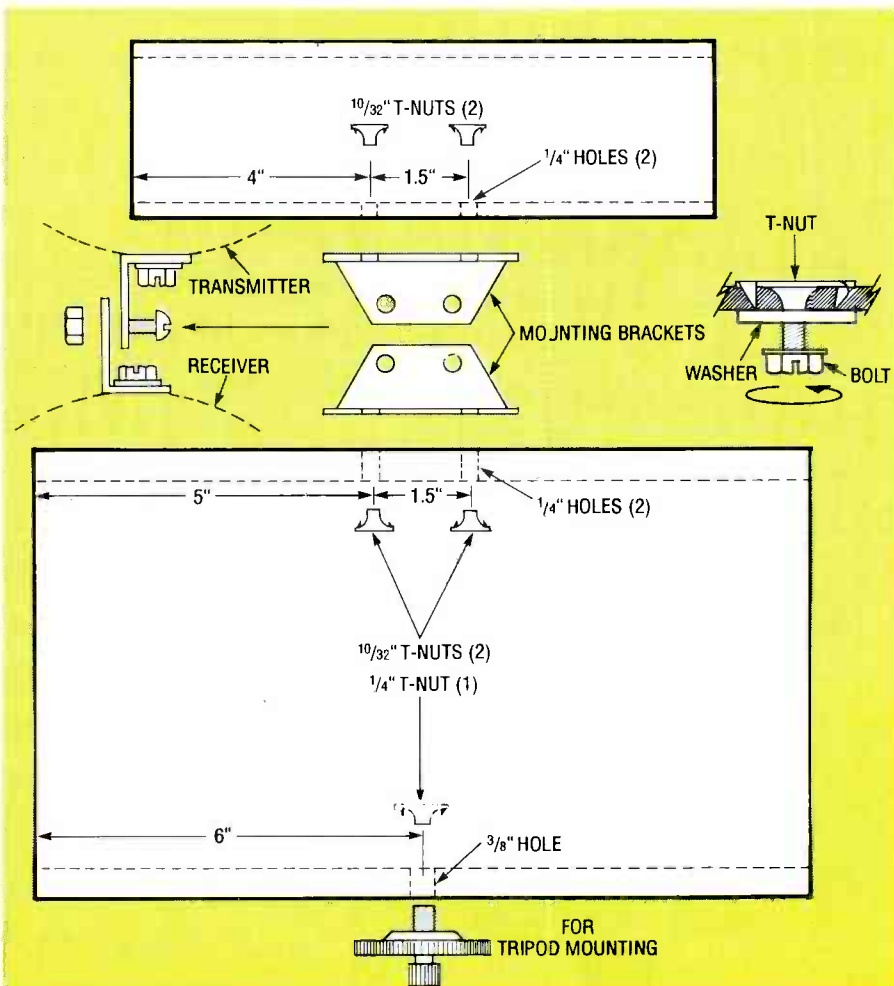 10/32" T-NUTS (2)
1/4" HOLES (2)
4"
1.5"
T-NUT
TRANSMITTER
MOUNTING BRACKETS
RECEIVER
WASHER
BOLT
5"
1.5"
1/4" HOLES (2)
10/32" T-NUTS (2)
1/4" T-NUT (1)
6"
3/8" HOLE
FOR
TRIPOD MOUNTING